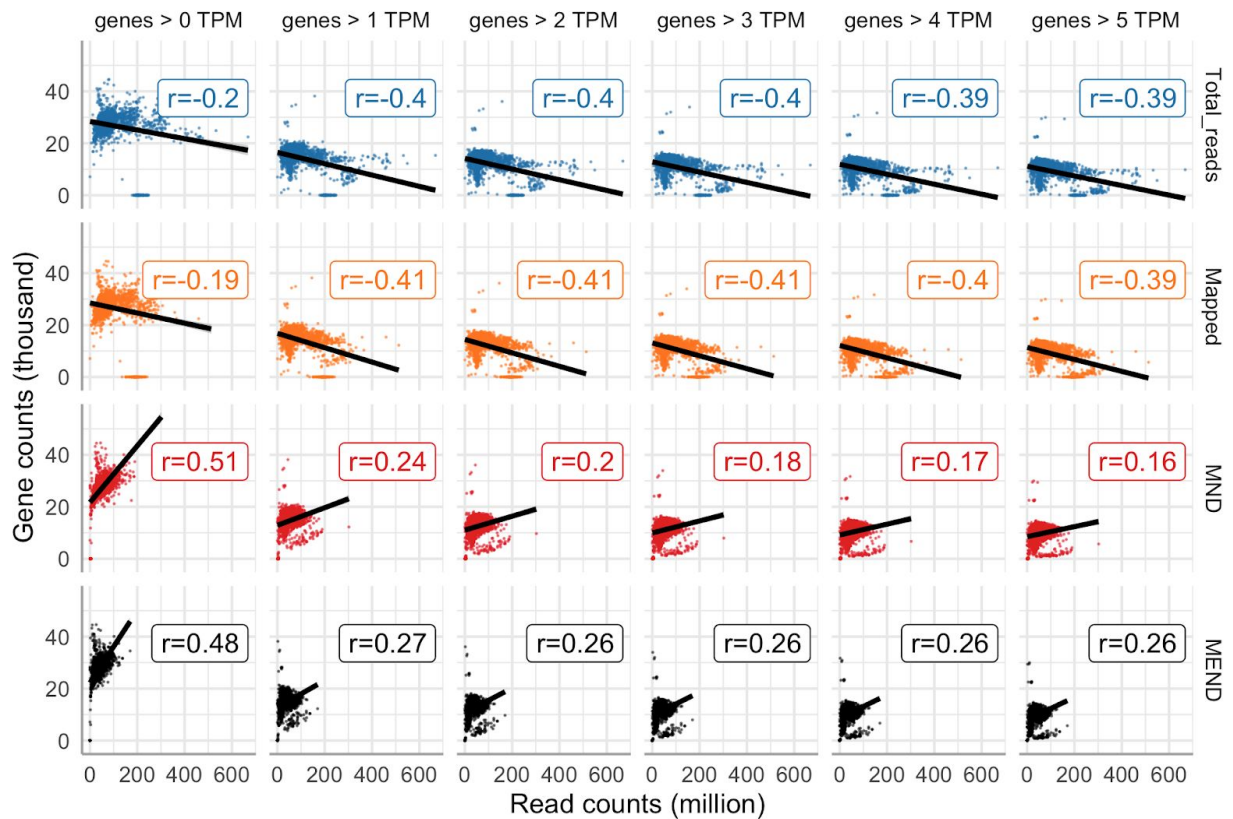 genes > 0 TPM genes > 1 TPM genes > 2 TPM genes > 3 TPM genes > 4 TPM genes > 5 TPM
Gene counts (thousand)
40
20
0
r=-0.2 r=-0.4 r=-0.4 r=-0.4 r=-0.39 r=-0.39
Total_reads
40
20
0
r=-0.19 r=-0.41 r=-0.41 r=-0.41 r=-0.4 r=-0.39
Mapped
40
20
0
r=0.51 r=0.24 r=0.2 r=0.18 r=0.17 r=0.16
MND
40
20
0
r=0.48 r=0.27 r=0.26 r=0.26 r=0.26 r=0.26
MEND
0 200 400 600 0 200 400 600 0 200 400 600 0 200 400 600 0 200 400 600 0 200 400 600
Read counts (million)